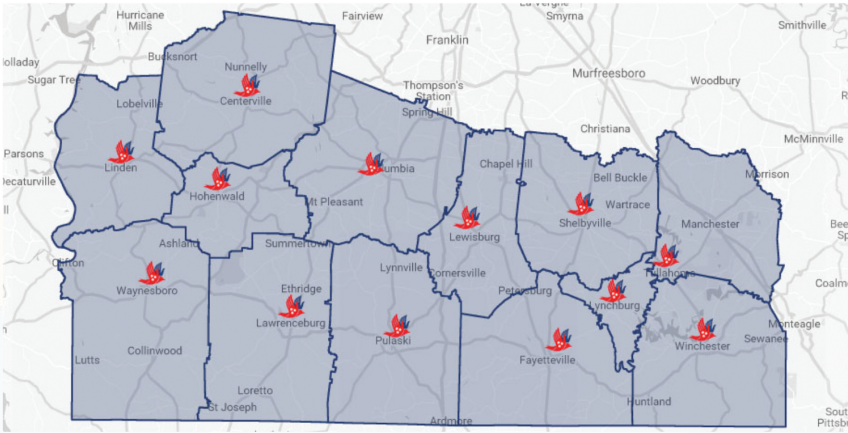 La Vergne
Hurricane
Mills
Fairview
Smyrna
Smithville
Franklin
Bucksnort
Nunnelly
Murfreesboro
Sugar Tree
Woodbury
Thompson's
Station
Centerville
Lobelville
Spring Hill
Christiana
McMinnville
Parsons
Linden
Chapel Hill
Bell Buckle
Morrison
Decaturville
Hohenwald
Mt Pleasant
Wartrace
Shelbyville
Manchester
Lewisburg
Ashland
Summertown
Clifton
Lynnville
Cornersville
Tullahoma
Waynesboro
Ethridge
Petersburg
Lynchburg
Lawrenceburg
Monteagle
Pulaski
Sewanee
Winchester
Collinwood
Lutts
Fayetteville
Loretto
St Joseph
Huntland
Ardmore
South